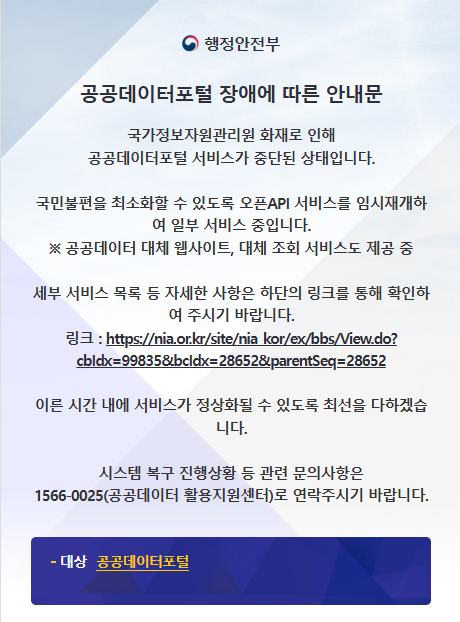 행정안전부
공공데이터포털 장애에 따른 안내문
국가정보자원관리원 화재로 인해
공공데이터포털 서비스가 중단된 상태입니다.
국민불편을 최소화할 수 있도록 오픈API 서비스를 임시재개하
여 일부 서비스 중입니다.
※ 공공데이터 대체 웹사이트, 대체 조회 서비스도 제공 중
세부 서비스 목록 등 자세한 사항은 하단의 링크를 통해 확인하
여 주시기 바랍니다.
링크 : https://nia.or.kr/site/nia_kor/ex/bbs/View.do?
cbIdx=99835&bcIdx=28652&parentSeq=28652
이른 시간 내에 서비스가 정상화될 수 있도록 최선을 다하겠습
니다.
시스템 복구 진행상황 등 관련 문의사항은
1566-0025(공공데이터 활용지원센터)로 연락주시기 바랍니다.
- 대상 공공데이터포털